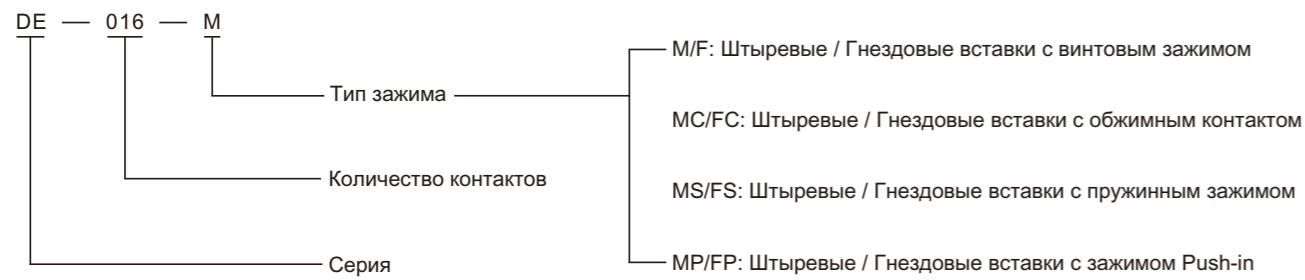 DE — 016 — M
M/F: Штыревые / Гнездовые вставки с винтовым зажимом
Тип зажима
MC/FC: Штыревые / Гнездовые вставки с обжимным контактом
Количество контактов
MS/FS: Штыревые / Гнездовые вставки с пружинным зажимом
Серия
MP/FP: Штыревые / Гнездовые вставки с зажимом Push-in